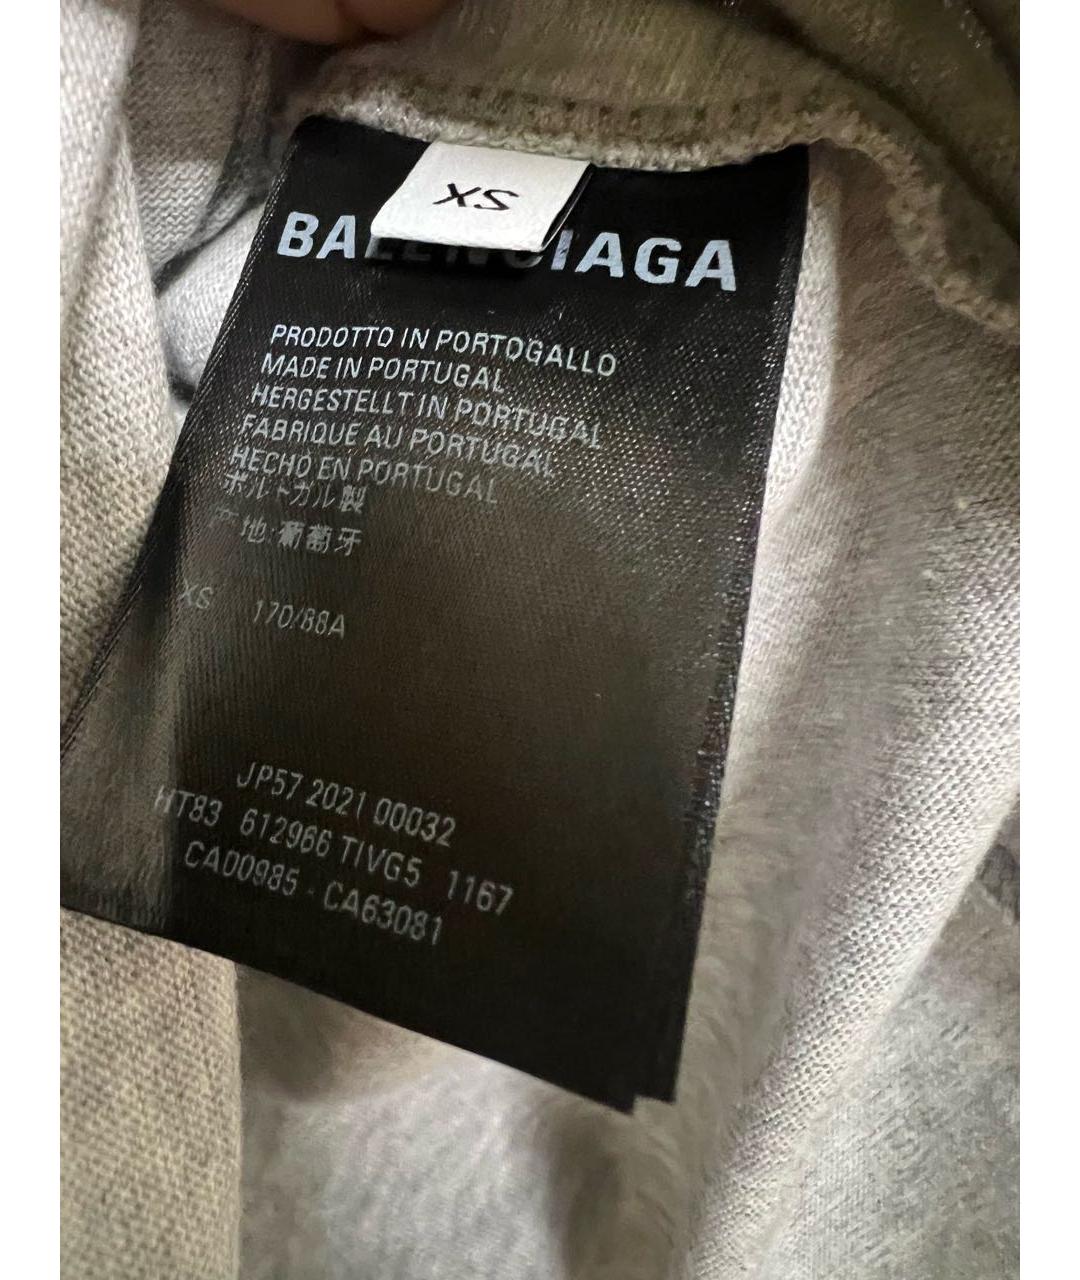 XS
BALENCIAGA
PRODOTTO IN PORTOGALLO
MADE IN PORTUGAL
HERGESTELLT IN PORTUGAL
FABRIQUE AU PORTUGAL
HECHO EN PORTUGAL
ポルトガル製
产地:葡萄牙
XS 170/88A
JP57 2021 00032
HT83 612966 TIVG5 1167
CA00985 - CA63081